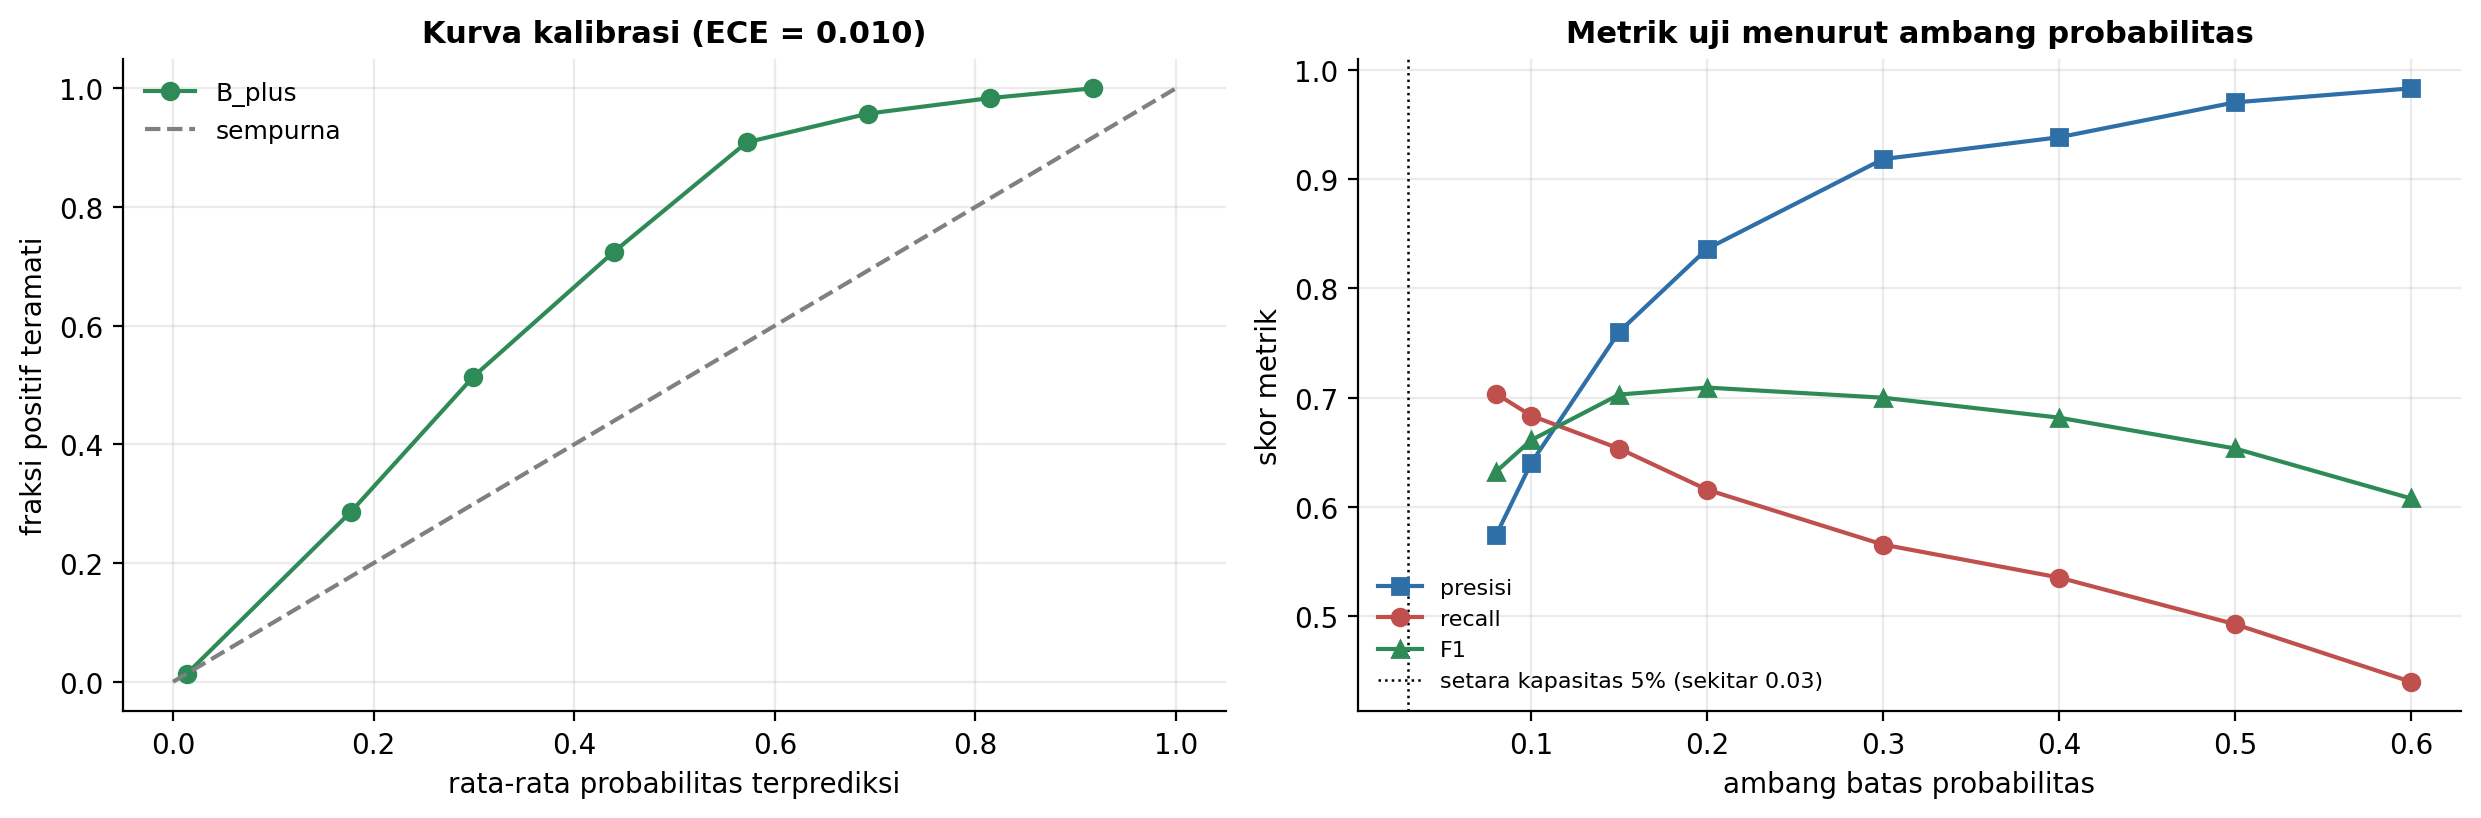 Kurva kalibrasi (ECE = 0.010)
B_plus
sempurna
1.0
0.8
0.6
0.4
0.2
0.0
fraksi positif teramati
0.0 0.2 0.4 0.6 0.8 1.0
rata-rata probabilitas terprediksi
Metrik uji menurut ambang probabilitas
1.0
0.9
0.8
0.7
0.6
0.5
skor metrik
presisi
recall
F1
setara kapasitas 5% (sekitar 0.03)
0.1 0.2 0.3 0.4 0.5 0.6
ambang batas probabilitas